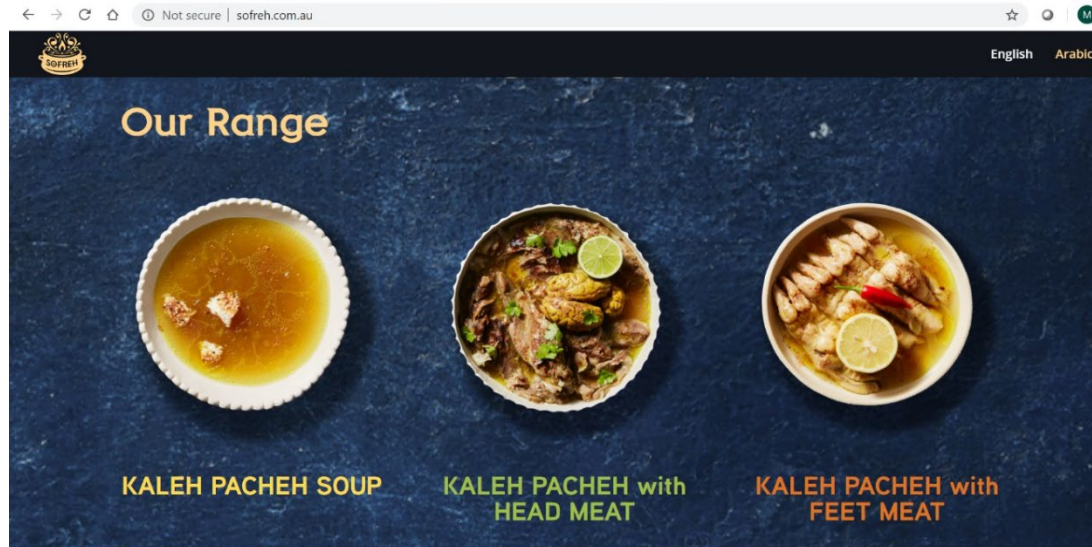 Not secure | sofreh.com.au
M
SOFREH
English Arabic
Our Range
KALEH PACHEH SOUP
KALEH PACHEH with
HEAD MEAT
KALEH PACHEH with
FEET MEAT